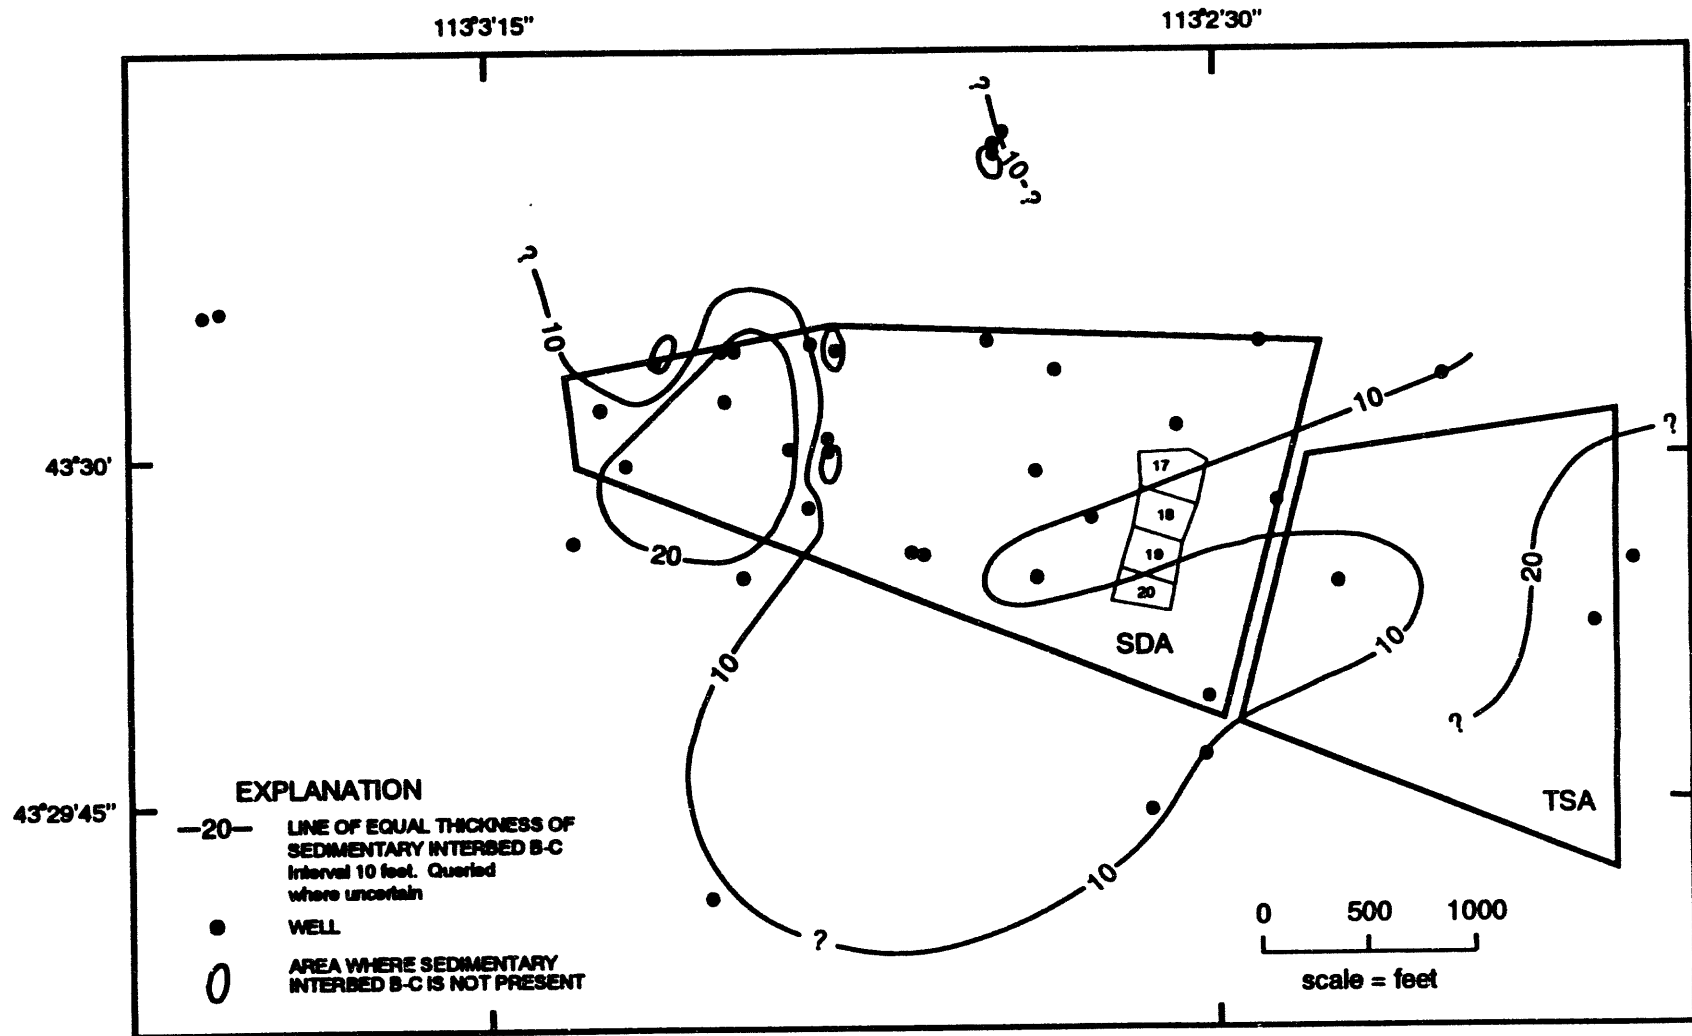 113°3'15"
113°2'30"
?
10-?
?
10
10
?
43°30'
17
18
20
19
20
20
SDA
10
10
?
EXPLANATION
43°29'45"
TSA
—20—
LINE OF EQUAL THICKNESS OF
SEDIMENTARY INTERBED B-C
Interval 10 feet. Queried
where uncertain
10
0 500 1000
WELL
?
AREA WHERE SEDIMENTARY
INTERBED B-C IS NOT PRESENT
scale = feet